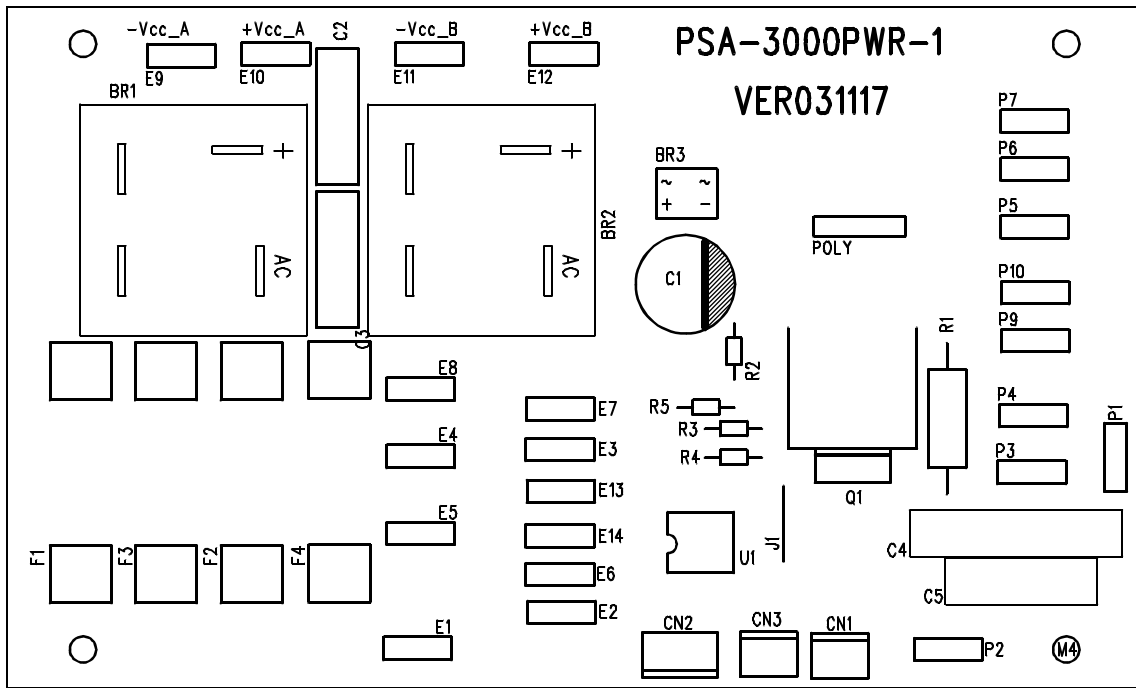 -Vcc_A
+Vcc_A
C2
-Vcc_B
+Vcc_B
PSA-3000PWR-1
E9
E10
E11
E12
BR1
VER031117
P7
P6
BR3
+
+
~ ~
+ -
P5
BR2
POLY
AC
AC
C1
P10
P9
R1
C3
R2
E8
E7
R5
P4
P1
R3
E4
E3
R4
P3
E13
Q1
E5
E14
J1
U1
C4
F1
F3
F2
F4
E6
C5
E2
E1
CN2
CN3
CN1
P2
M4